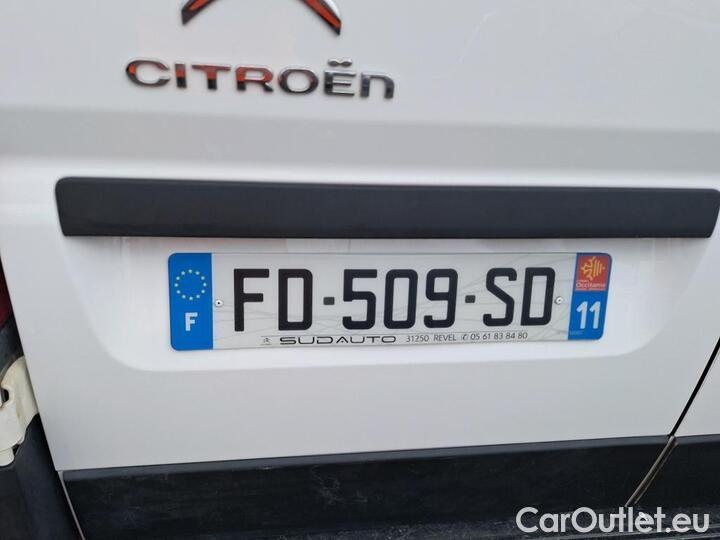 CITROËN
F FD-509-SD Occitanie 11
SUDAUTO 31250 REVEL ✆ 05 61 83 84 80
CarOutlet.eu